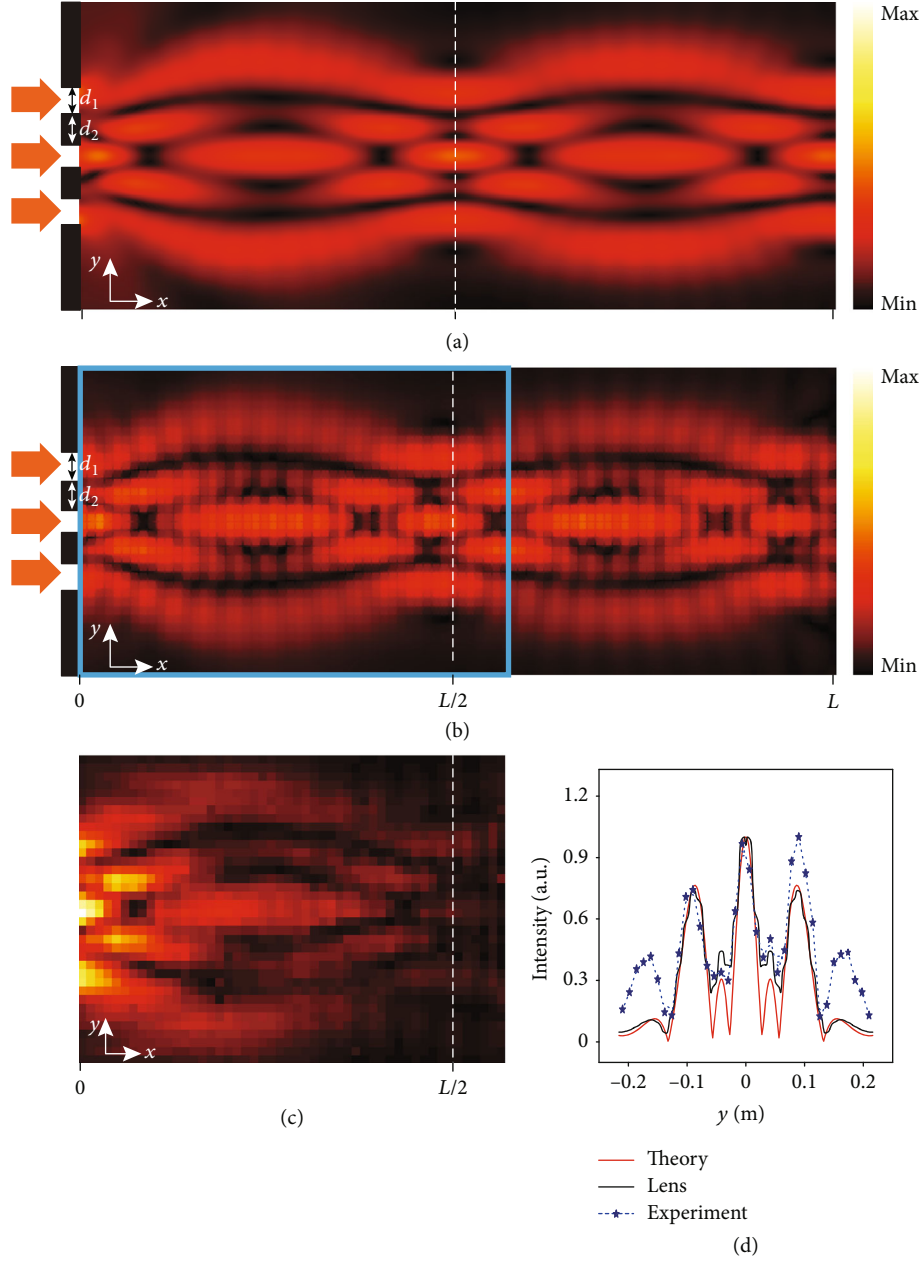 Max
d1
d2
y
x
Min
(a)
Max
d1
d2
y
x
Min
0
L/2
L
(b)
y
x
0
L/2
(c)
1.2
0.9
0.6
0.3
0
Intensity (a.u.)
−0.2
−0.1
0
0.1
0.2
y (m)
Theory
Lens
Experiment
(d)